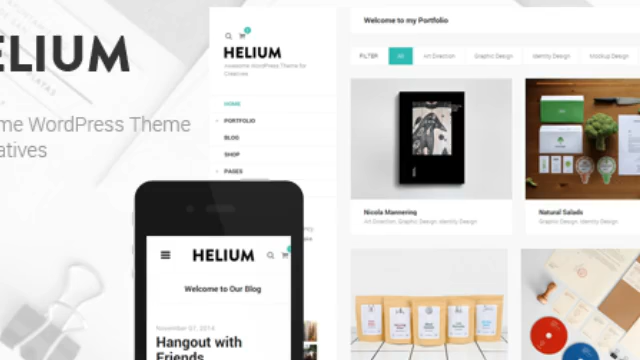 ELIUM
me WordPress Theme
atives
HELIUM
Awesome WordPress Theme for
Creatives
HOME
PORTFOLIO
BLOG
SHOP
PAGES
Welcome to my Portfolio
FILTER
All
Art Direction
Graphic Design
Identity Design
Mockup Design
Nicola Mannering
Art Direction, Graphic Design, Identity Design
Natural Salads
Graphic Design, Identity Design
HELIUM
Welcome to Our Blog
November 07, 2014
Hangout with
Friends